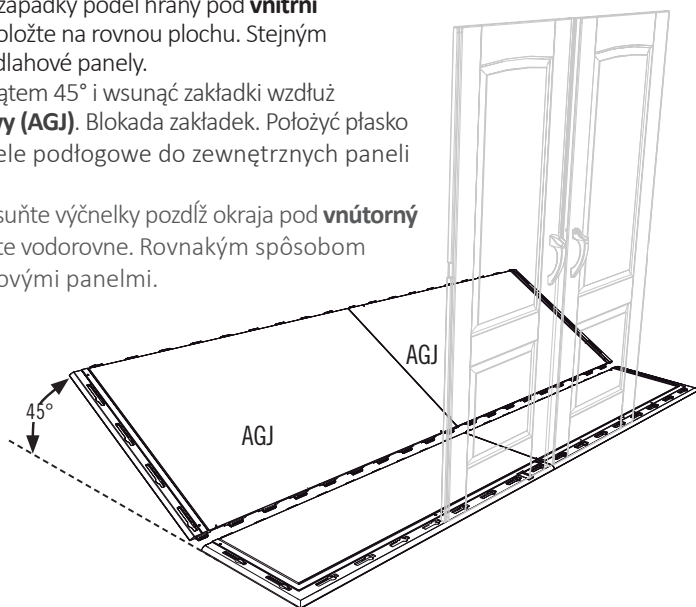 západky podél hrany pod vnitřní
oložte na rovnou plochu. Stejným
dlahové panely.
ątem 45° i wsunąć zakładki wzdłuż
vy (AGJ). Blokada zakładek. Położyć płasko
ele podłogowe do zewnętrznych paneli
suňte výčnelky pozdĺž okraja pod vnútorný
te vodorovne. Rovnakým spôsobom
ovými panelmi.
AGJ
45°
AGJ